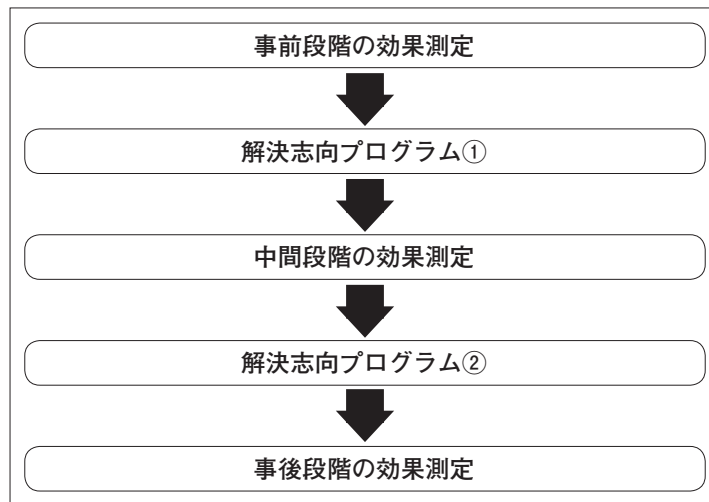 事前段階の効果測定
解決志向プログラム①
中間段階の効果測定
解決志向プログラム②
事後段階の効果測定